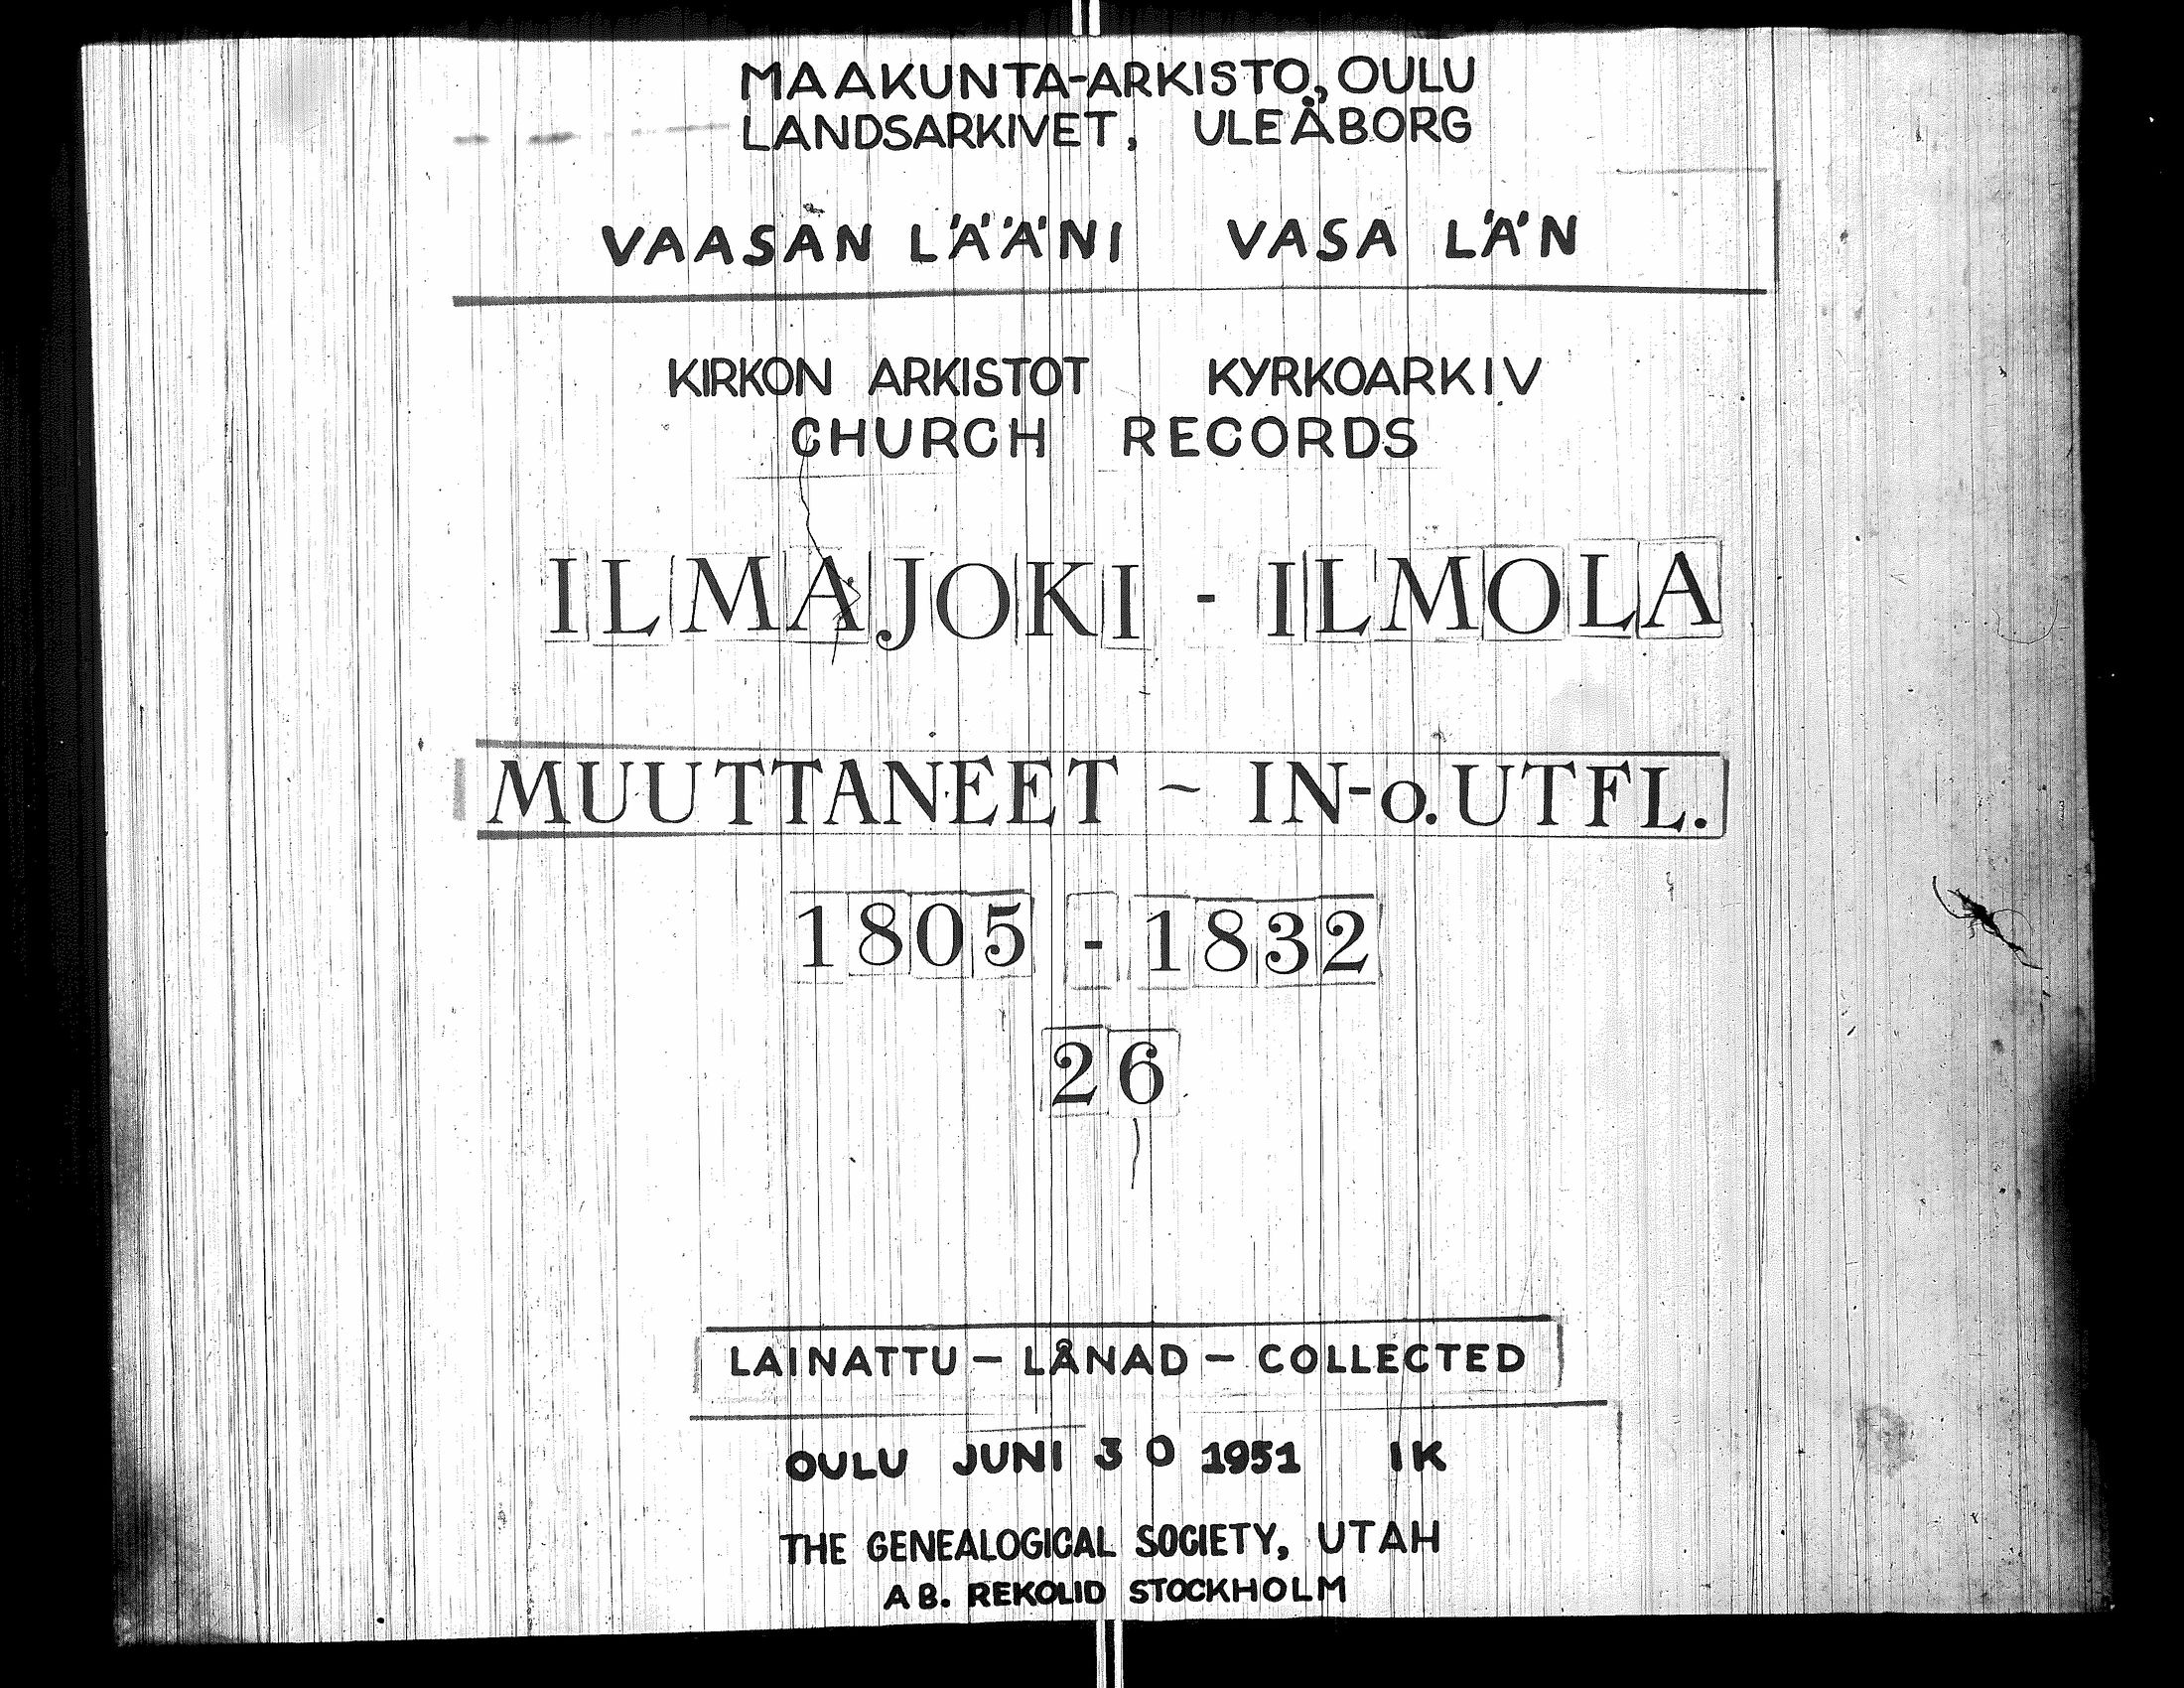 MAAKUNTA-ARKISTO, OULU
LANDSARKIVET, ULEÅBORG
VAASAN LÄÄNI VASA LÄN
KIRKON ARKISTOT KYRKOARKIV
CHURCH RECORDS
ILMAJOKI - ILMOLA
MUUTTANEET ~ IN-o.UTFL.
1805 - 1832
26
LAINATTU – LÅNAD – COLLECTED
OULU JUNI 30 1951 IK
THE GENEALOGICAL SOCIETY, UTAH
AB. REKOLID STOCKHOLM